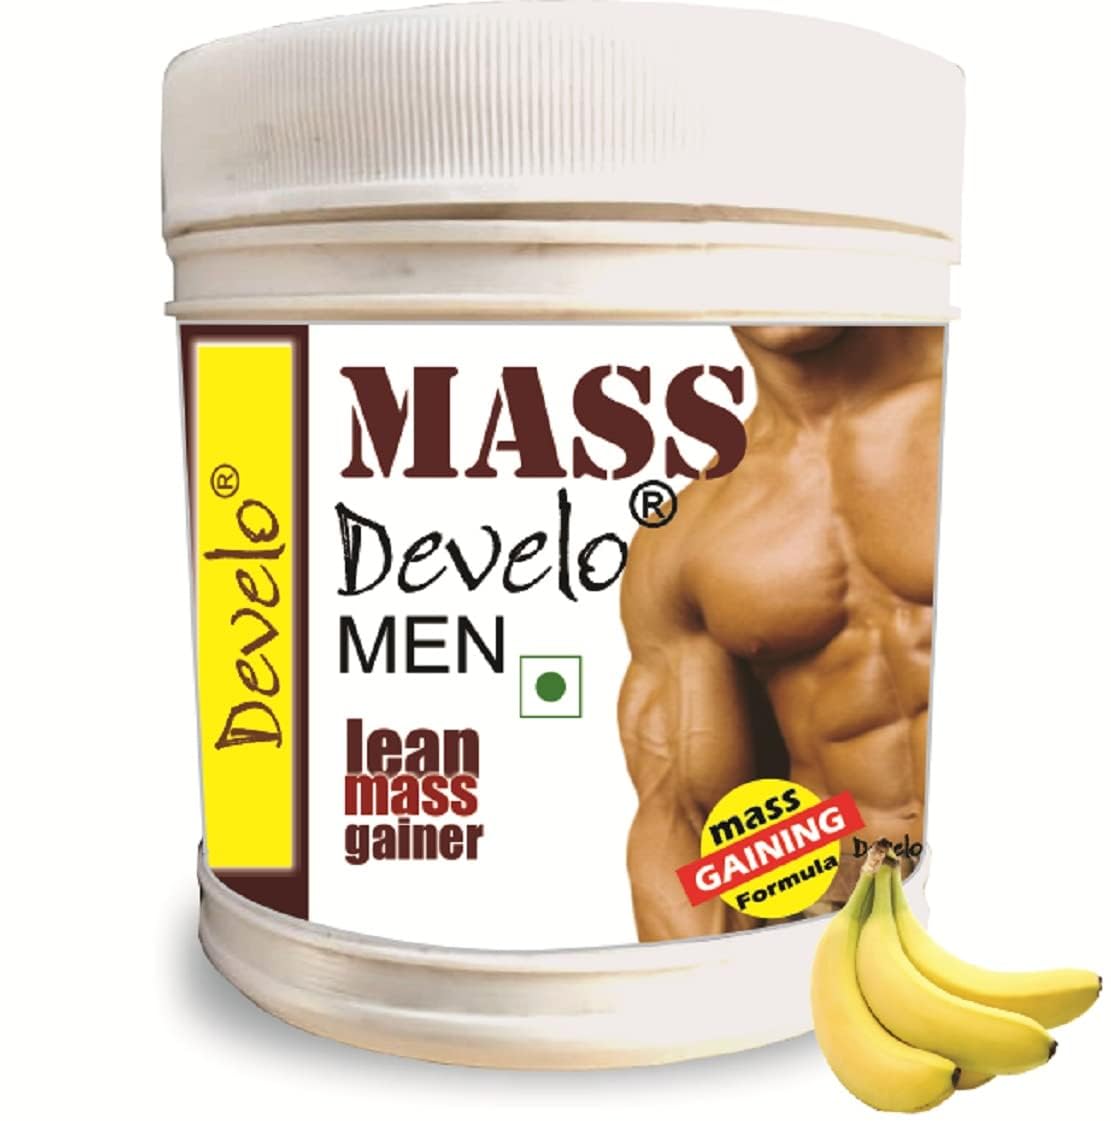 Develo®
MASS
Develo®
MEN
lean
mass
gainer
mass
GAINING
Formula
Develo